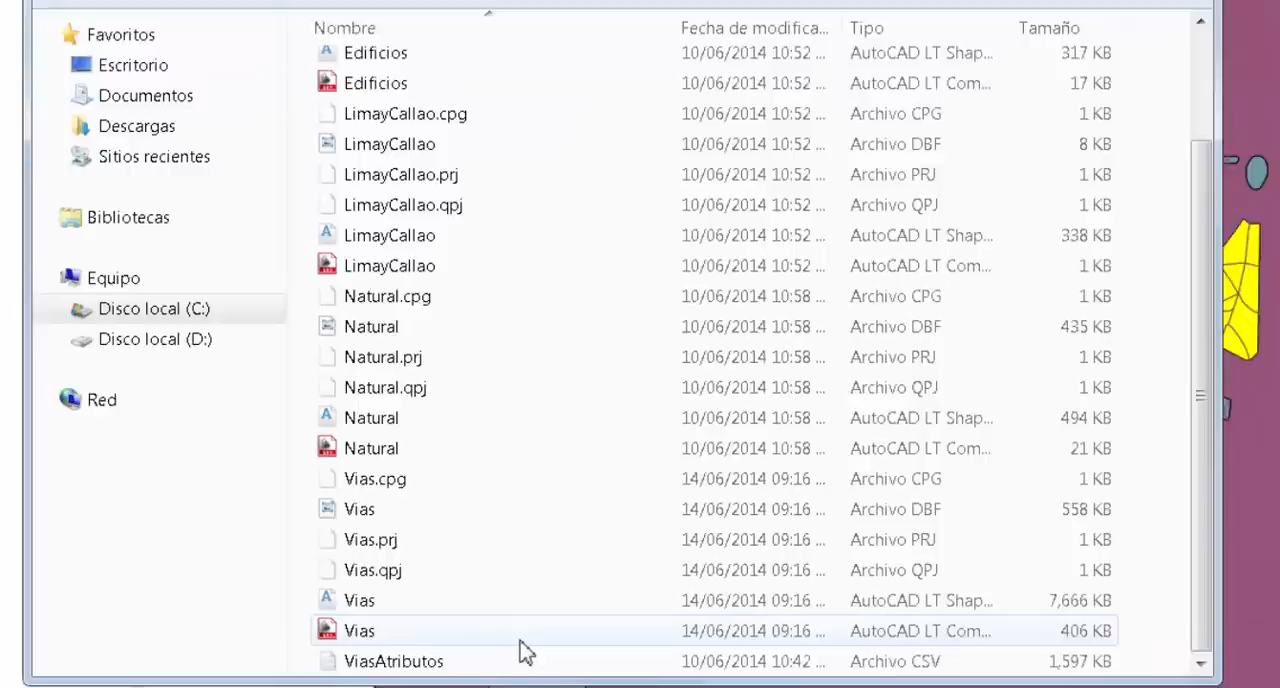 Favoritos
Escritorio
Documentos
Descargas
Sitios recientes
Bibliotecas
Equipo
Disco local (C:)
Disco local (D:)
Red
Nombre Fecha de modifica... Tipo Tamaño
Edificios 10/06/2014 10:52 ... AutoCAD LT Shap... 317 KB
Edificios 10/06/2014 10:52 ... AutoCAD LT Com... 17 KB
LimayCallao.cpg 10/06/2014 10:52 ... Archivo CPG 1 KB
LimayCallao 10/06/2014 10:52 ... Archivo DBF 8 KB
LimayCallao.prj 10/06/2014 10:52 ... Archivo PRJ 1 KB
LimayCallao.qpj 10/06/2014 10:52 ... Archivo QPJ 1 KB
LimayCallao 10/06/2014 10:52 ... AutoCAD LT Shap... 338 KB
LimayCallao 10/06/2014 10:52 ... AutoCAD LT Com... 1 KB
Natural.cpg 10/06/2014 10:58 ... Archivo CPG 1 KB
Natural 10/06/2014 10:58 ... Archivo DBF 435 KB
Natural.prj 10/06/2014 10:58 ... Archivo PRJ 1 KB
Natural.qpj 10/06/2014 10:58 ... Archivo QPJ 1 KB
Natural 10/06/2014 10:58 ... AutoCAD LT Shap... 494 KB
Natural 10/06/2014 10:58 ... AutoCAD LT Com... 21 KB
Vias.cpg 14/06/2014 09:16 ... Archivo CPG 1 KB
Vias 14/06/2014 09:16 ... Archivo DBF 558 KB
Vias.prj 14/06/2014 09:16 ... Archivo PRJ 1 KB
Vias.qpj 14/06/2014 09:16 ... Archivo QPJ 1 KB
Vias 14/06/2014 09:16 ... AutoCAD LT Shap... 7,666 KB
Vias 14/06/2014 09:16 ... AutoCAD LT Com... 406 KB
ViasAtributos 10/06/2014 10:42 ... Archivo CSV 1,597 KB